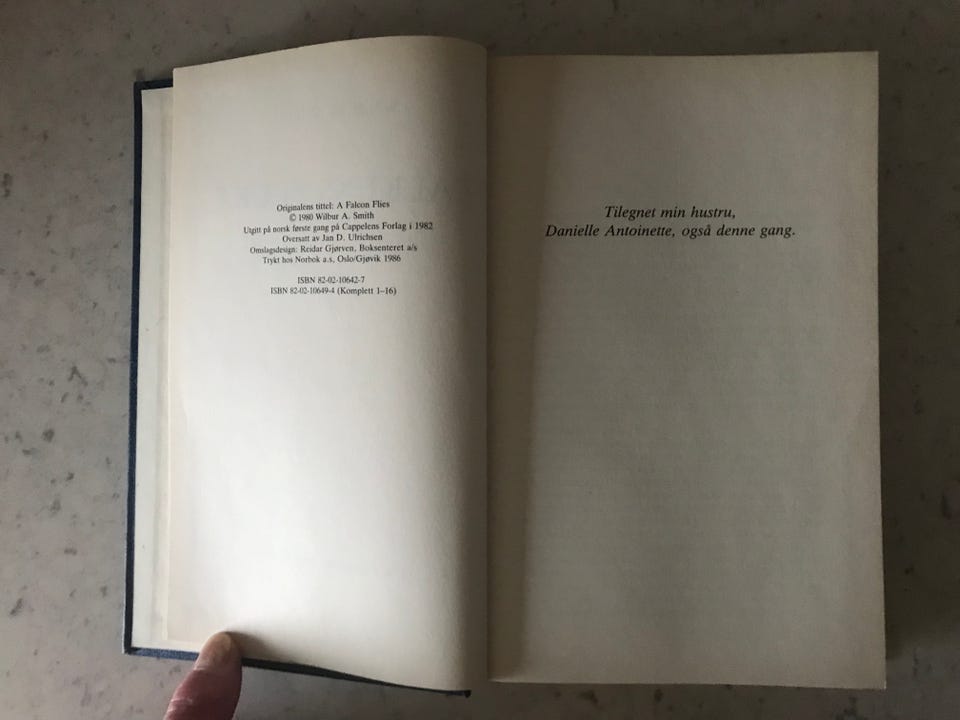 Originalens tittel: A Falcon Flies
© 1980 Wilbur A. Smith
Utgitt på norsk første gang på Cappelens Forlag i 1982
Oversatt av Jan D. Ulrichsen
Omslagsdesign: Reidar Gjørven, Boksenteret a/s
Trykt hos Norbok a.s, Oslo/Gjøvik 1986
ISBN 82-02-10642-7
ISBN 82-02-10649-4 (Komplett 1–16)
Tilegnet min hustru,
Danielle Antoinette, også denne gang.